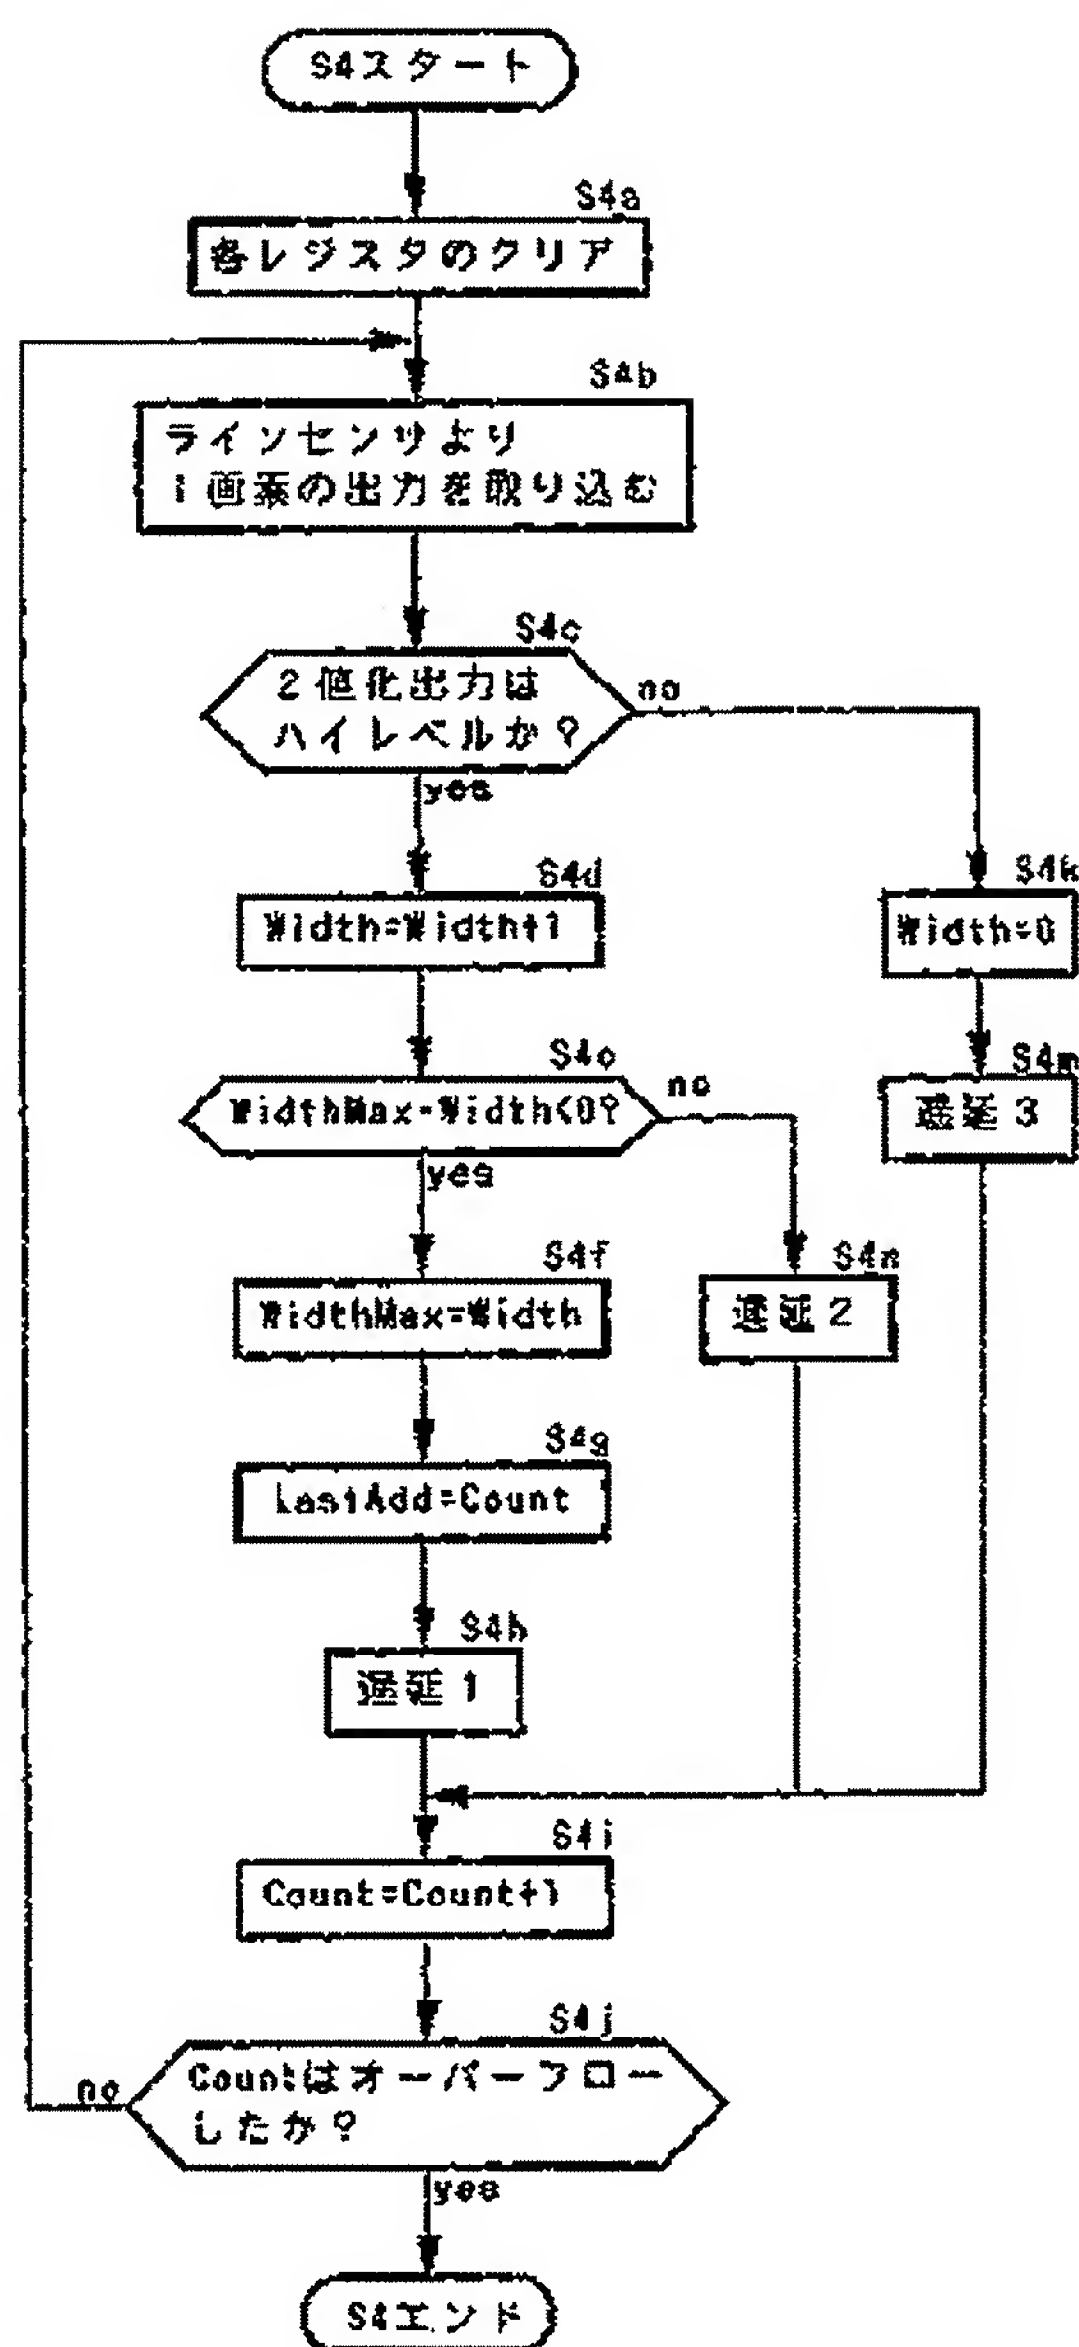 S4スタート
S4a
各レジスタのクリア
S4b
ラインセンサより
1画素の出力を取り込む
S4c
2値化出力は
ハイレベルか?
no
yes
S4d
Width=Width+1
S4k
Width=0
S4e
WidthMax-Width<0?
no
yes
S4m
遅延3
S4f
WidthMax=Width
S4n
遅延2
S4g
LastAdd=Count
S4h
遅延1
S4i
Count=Count+1
S4j
Countはオーバーフロー
したか?
no
yes
S4エンド